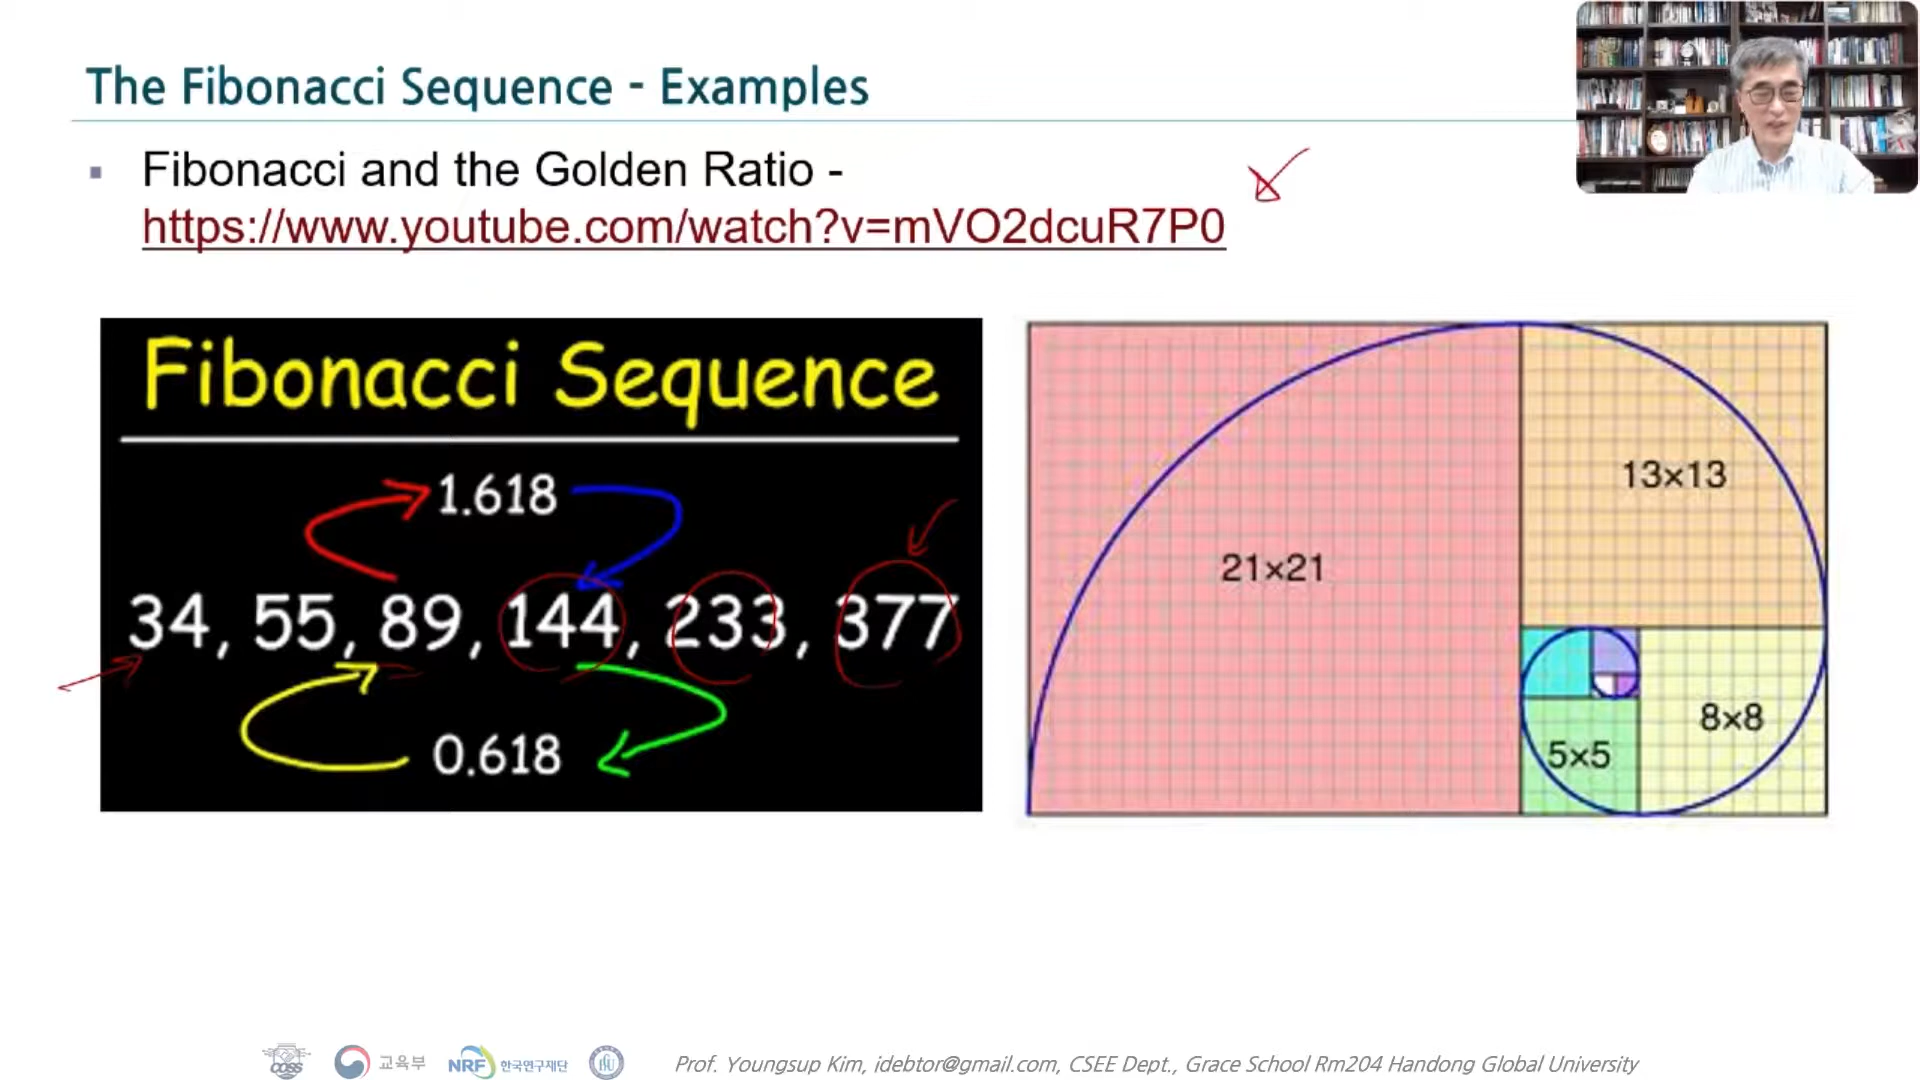 The Fibonacci Sequence - Examples
Fibonacci and the Golden Ratio -
https://www.youtube.com/watch?v=mVO2dcuR7P0
Fibonacci Sequence
1.618
34, 55, 89, 144, 233, 377
0.618
21×21
13×13
8×8
5×5
COSS 교육부 NRF 한국연구재단 Prof. Youngsup Kim, idebtor@gmail.com, CSEE Dept., Grace School Rm204 Handong Global University